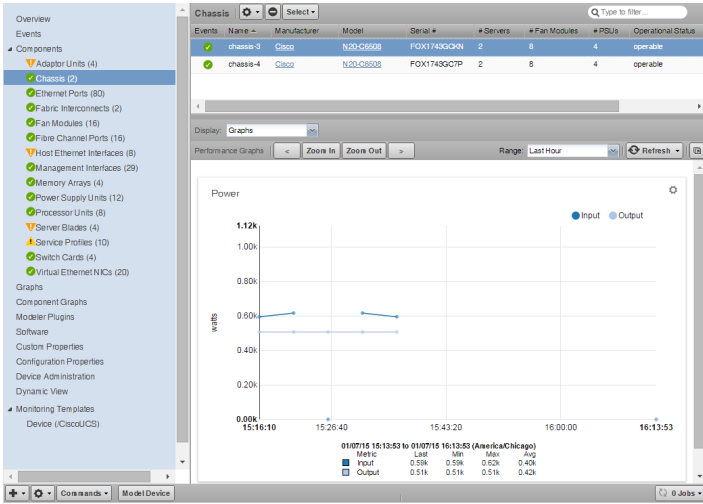 Overview
Events
Components
Adaptor Units (4)
Chassis (2)
Ethernet Ports (80)
Fabric Interconnects (2)
Fan Modules (16)
Fibre Channel Ports (16)
Host Ethernet Interfaces (8)
Management Interfaces (29)
Memory Arrays (4)
Power Supply Units (12)
Processor Units (8)
Server Blades (4)
Service Profiles (10)
Switch Cards (4)
Virtual Ethernet NICs (20)
Graphs
Component Graphs
Modeler Plugins
Software
Custom Properties
Configuration Properties
Device Administration
Dynamic View
Monitoring Templates
Device (/CiscoUCS)
Chassis Select Type to filter...
Events Name Manufacturer Model Serial # # Servers # Fan Modules # PSUs Operational Status
chassis-3 Cisco N20-C6508 FOX1743GCKN 2 8 4 operable
chassis-4 Cisco N20-C6508 FOX1743GC7P 2 8 4 operable
Display: Graphs
Performance Graphs < Zoom In Zoom Out > Range: Last Hour Refresh
Power
Input Output
1.12k
1.00k
0.80k
0.60k
0.40k
0.20k
0.00k
watts
15:16:10 15:26:40 15:43:20 16:00:00 16:13:53
01/07/15 15:13:53 to 01/07/15 16:13:53 (America/Chicago)
Metric Last Min Max Avg
Input 0.59k 0.59k 0.62k 0.40k
Output 0.51k 0.51k 0.51k 0.42k
Commands Model Device 0 Jobs